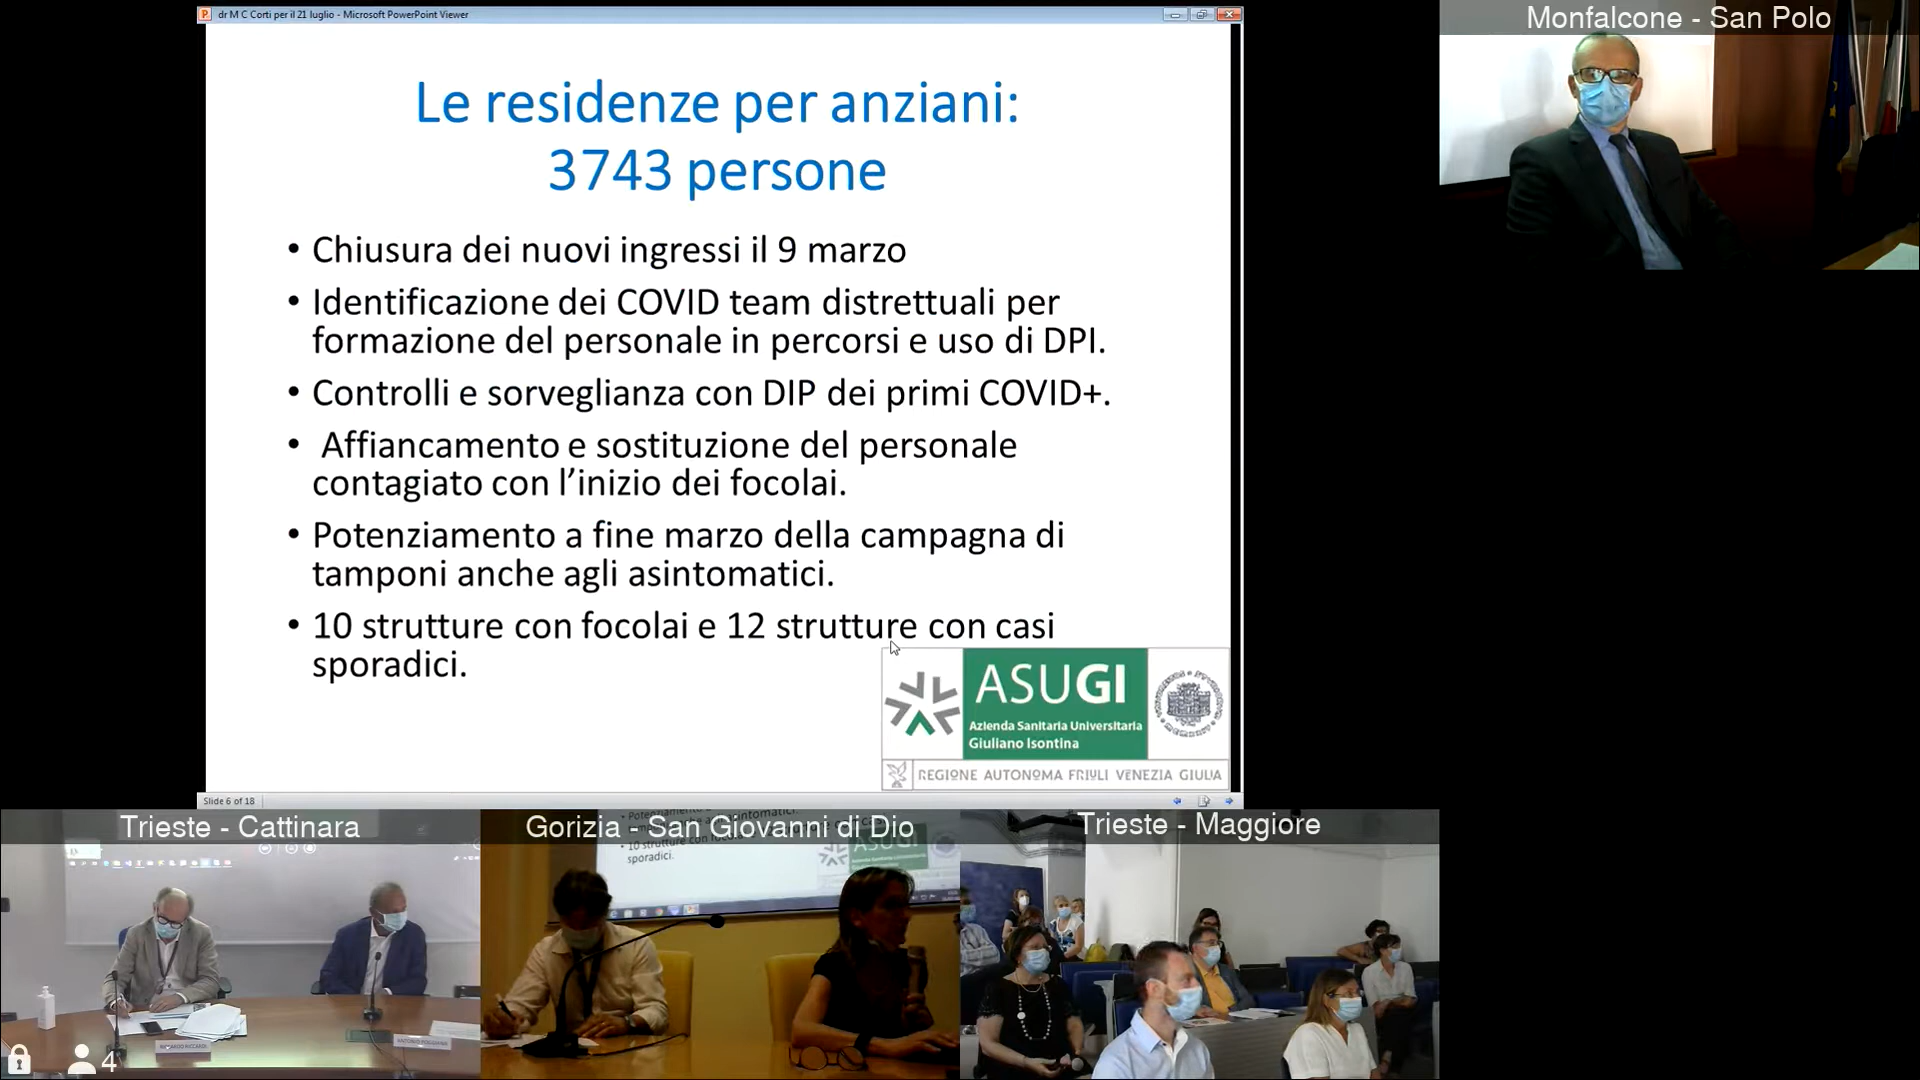 dr M C Corti per il 21 luglio - Microsoft PowerPoint Viewer
Monfalcone - San Polo
Le residenze per anziani:
3743 persone
• Chiusura dei nuovi ingressi il 9 marzo
• Identificazione dei COVID team distrettuali per
formazione del personale in percorsi e uso di DPI.
• Controlli e sorveglianza con DIP dei primi COVID+.
• Affiancamento e sostituzione del personale
contagiato con l’inizio dei focolai.
• Potenziamento a fine marzo della campagna di
tamponi anche agli asintomatici.
• 10 strutture con focolai e 12 strutture con casi
sporadici.
ASUGI
Azienda Sanitaria Universitaria
Giuliano Isontina
REGIONE AUTONOMA FRIULI VENEZIA GIULIA
Slide 6 of 18
Trieste - Cattinara
Gorizia - San Giovanni di Dio
Trieste - Maggiore
sporadici.
ASUGI
4